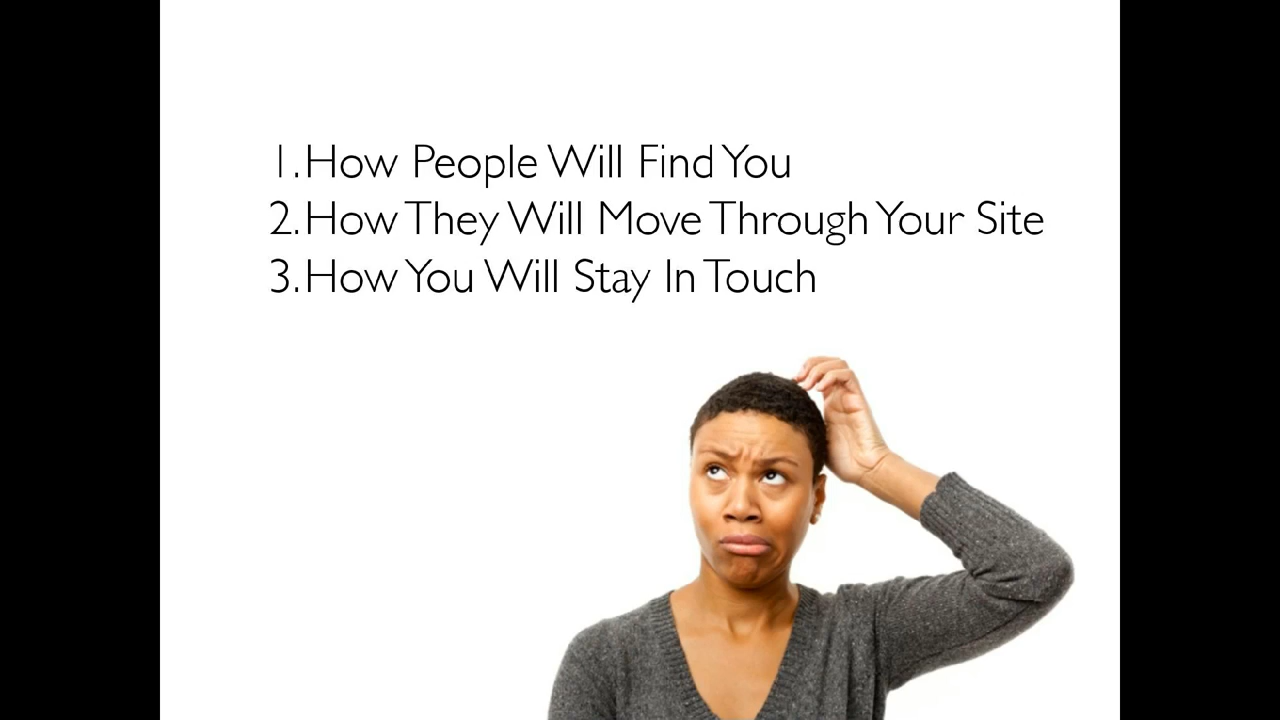 1.How People Will Find You
2.How They Will Move Through Your Site
3.How You Will Stay In Touch